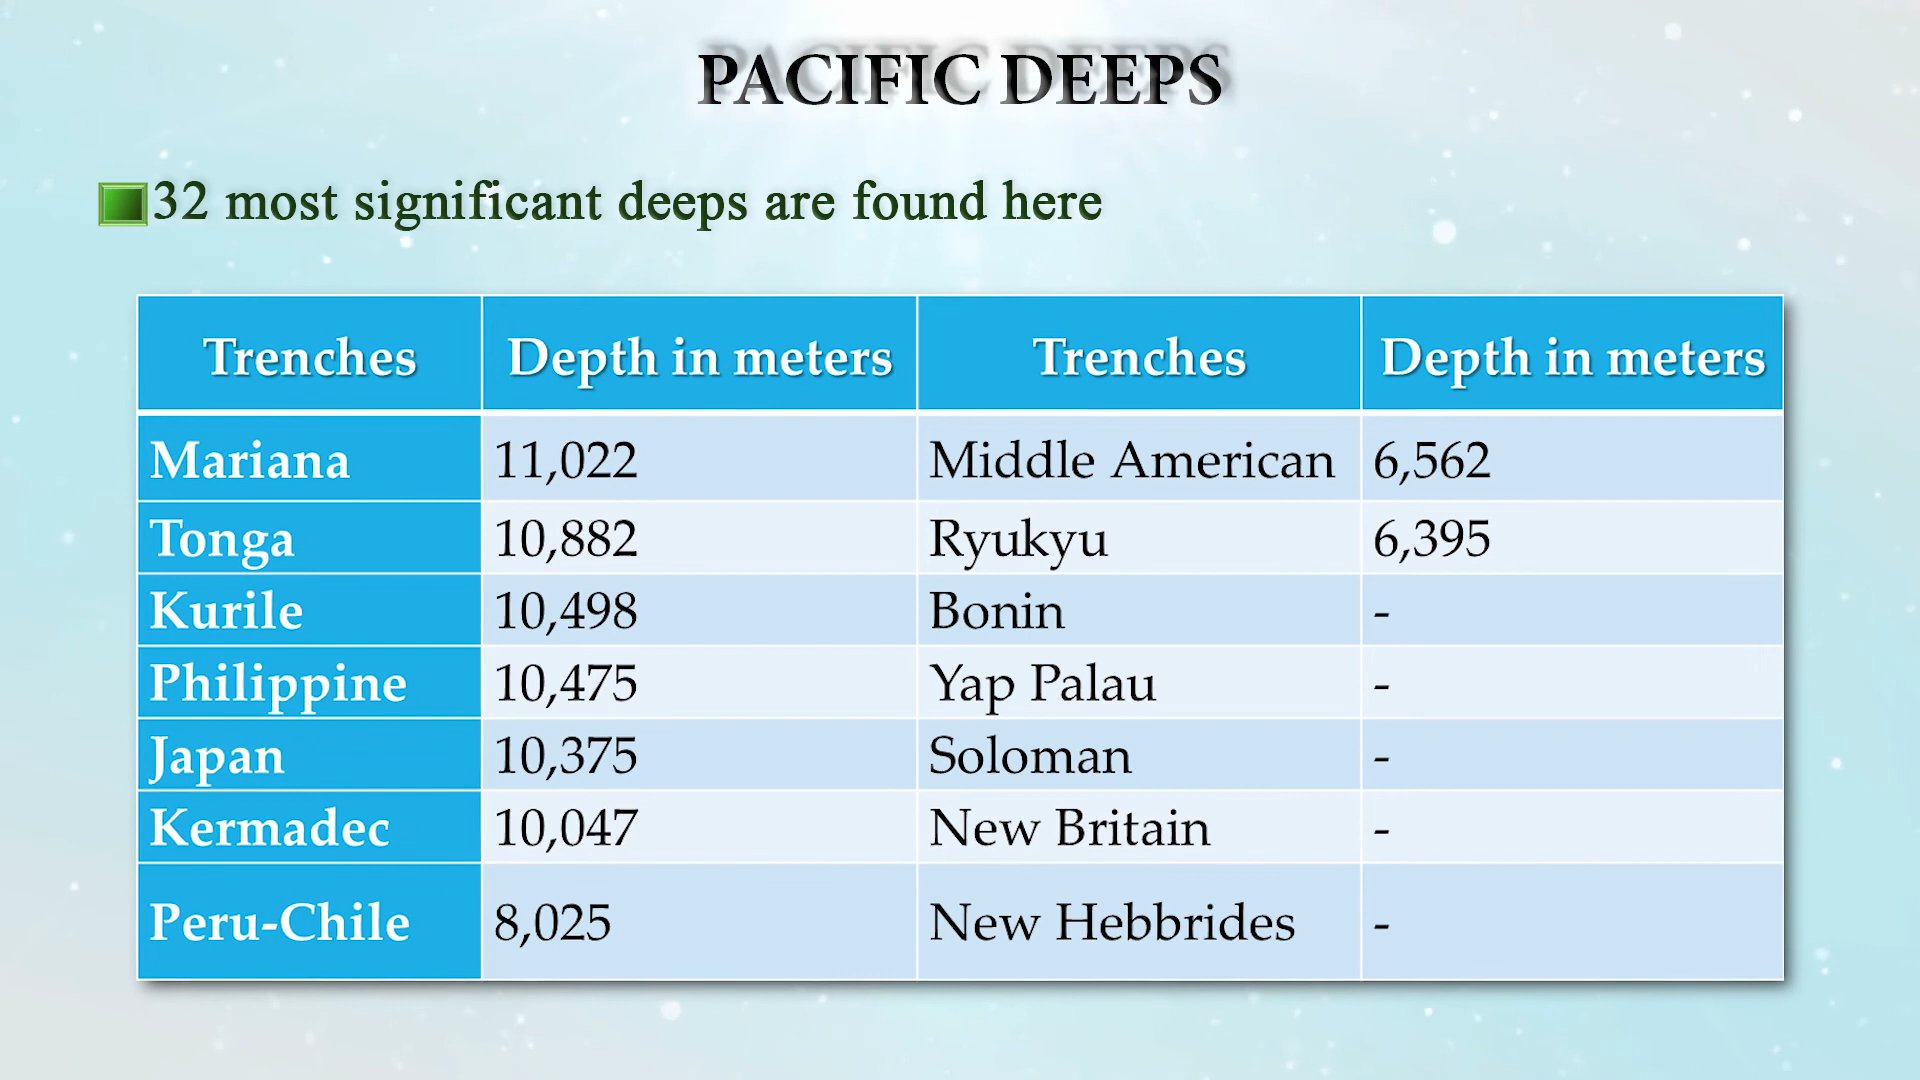 PACIFIC DEEPS
32 most significant deeps are found here
Trenches Depth in meters Trenches Depth in meters
Mariana 11,022 Middle American 6,562
Tonga 10,882 Ryukyu 6,395
Kurile 10,498 Bonin -
Philippine 10,475 Yap Palau -
Japan 10,375 Soloman -
Kermadec 10,047 New Britain -
Peru-Chile 8,025 New Hebbrides -